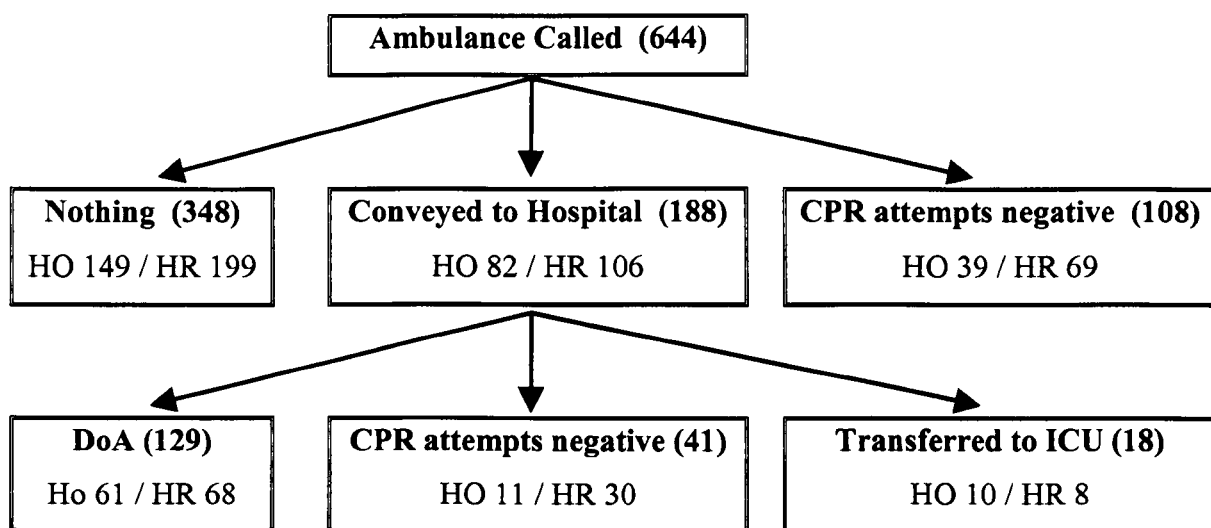 Ambulance Called (644)
Nothing (348)
HO 149 / HR 199
Conveyed to Hospital (188)
HO 82 / HR 106
CPR attempts negative (108)
HO 39 / HR 69
DoA (129)
Ho 61 / HR 68
CPR attempts negative (41)
HO 11 / HR 30
Transferred to ICU (18)
HO 10 / HR 8